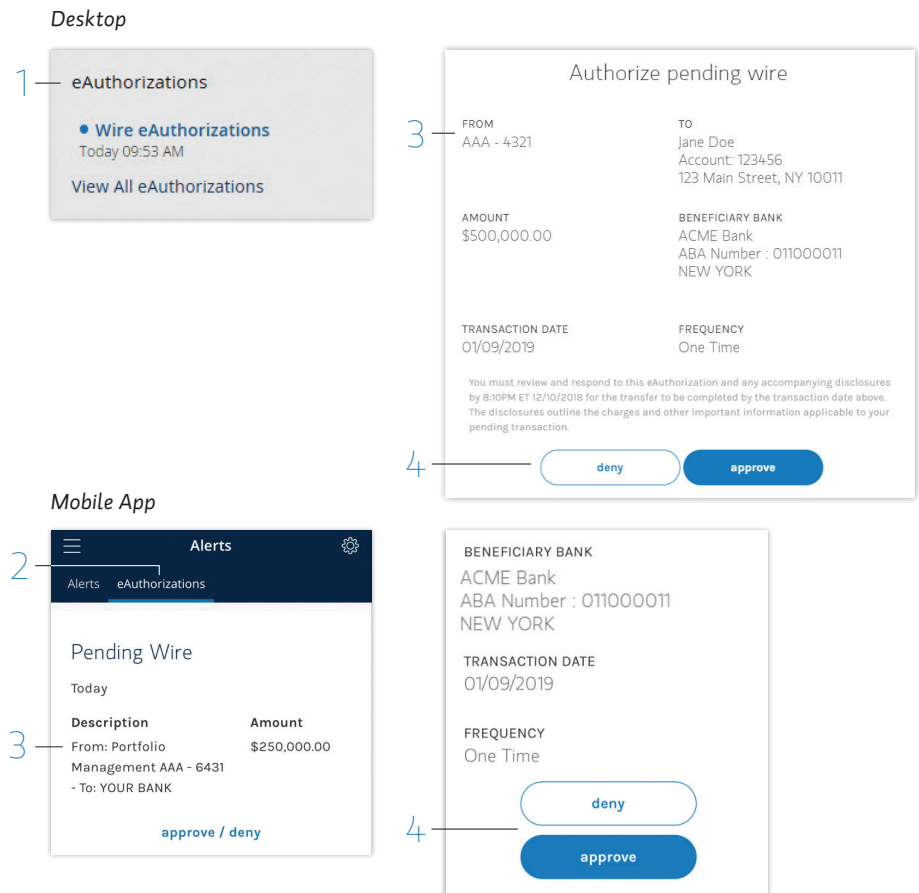 Desktop
1
eAuthorizations
Wire eAuthorizations
Today 09:53 AM
View All eAuthorizations
Authorize pending wire
3
FROM
AAA - 4321
TO
Jane Doe
Account: 123456
123 Main Street, NY 10011
AMOUNT
$500,000.00
BENEFICIARY BANK
ACME Bank
ABA Number : 011000011
NEW YORK
TRANSACTION DATE
01/09/2019
FREQUENCY
One Time
You must review and respond to this eAuthorization and any accompanying disclosures
by 8:10PM ET 12/10/2018 for the transfer to be completed by the transaction date above.
The disclosures outline the charges and other important information applicable to your
pending transaction.
4
deny
approve
Mobile App
2
Alerts
Alerts eAuthorizations
Pending Wire
Today
Description Amount
3
From: Portfolio $250,000.00
Management AAA - 6431
- To: YOUR BANK
approve / deny
BENEFICIARY BANK
ACME Bank
ABA Number : 011000011
NEW YORK
TRANSACTION DATE
01/09/2019
FREQUENCY
One Time
4
deny
approve